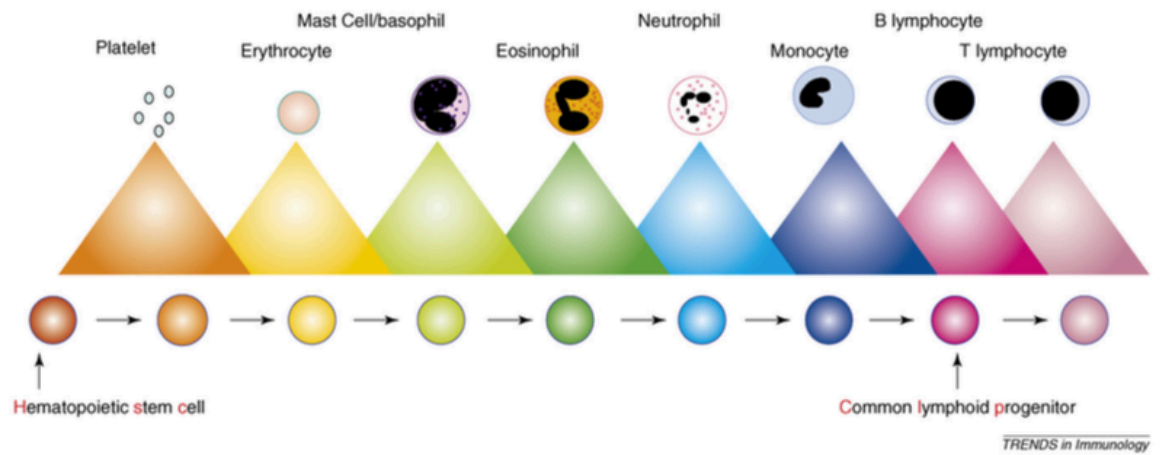 Mast Cell/basophil
Neutrophil
B lymphocyte
Platelet
Erythrocyte
Eosinophil
Monocyte
T lymphocyte
Hematopoietic stem cell
Common lymphoid progenitor
TRENDS in Immunology